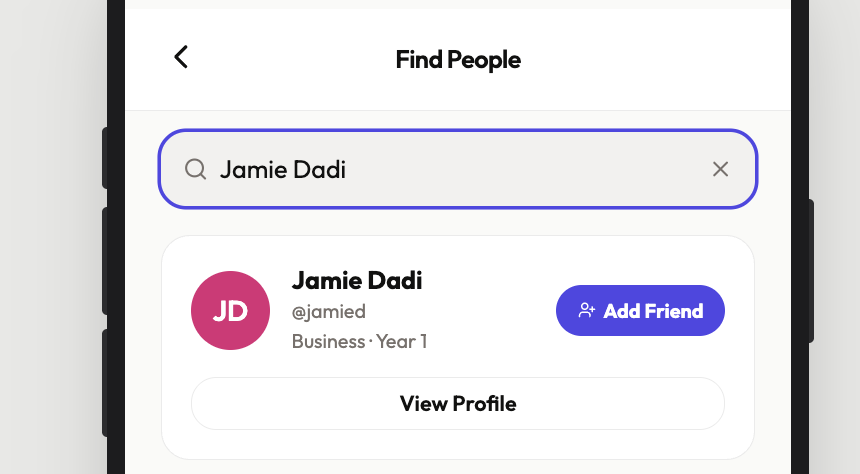 Find People
Jamie Dadi
JD
Jamie Dadi
@jamied
Business · Year 1
Add Friend
View Profile